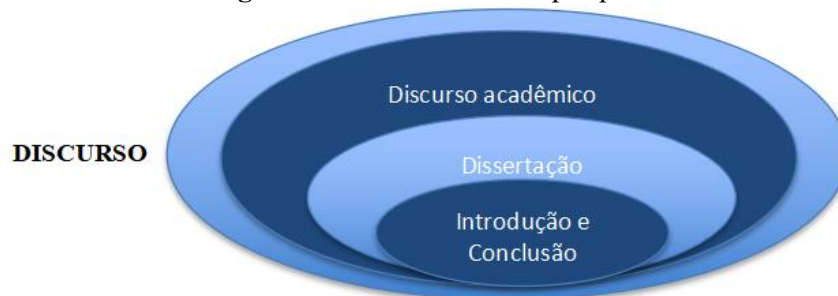 Discurso acadêmico
DISCURSO
Dissertação
Introdução e
Conclusão